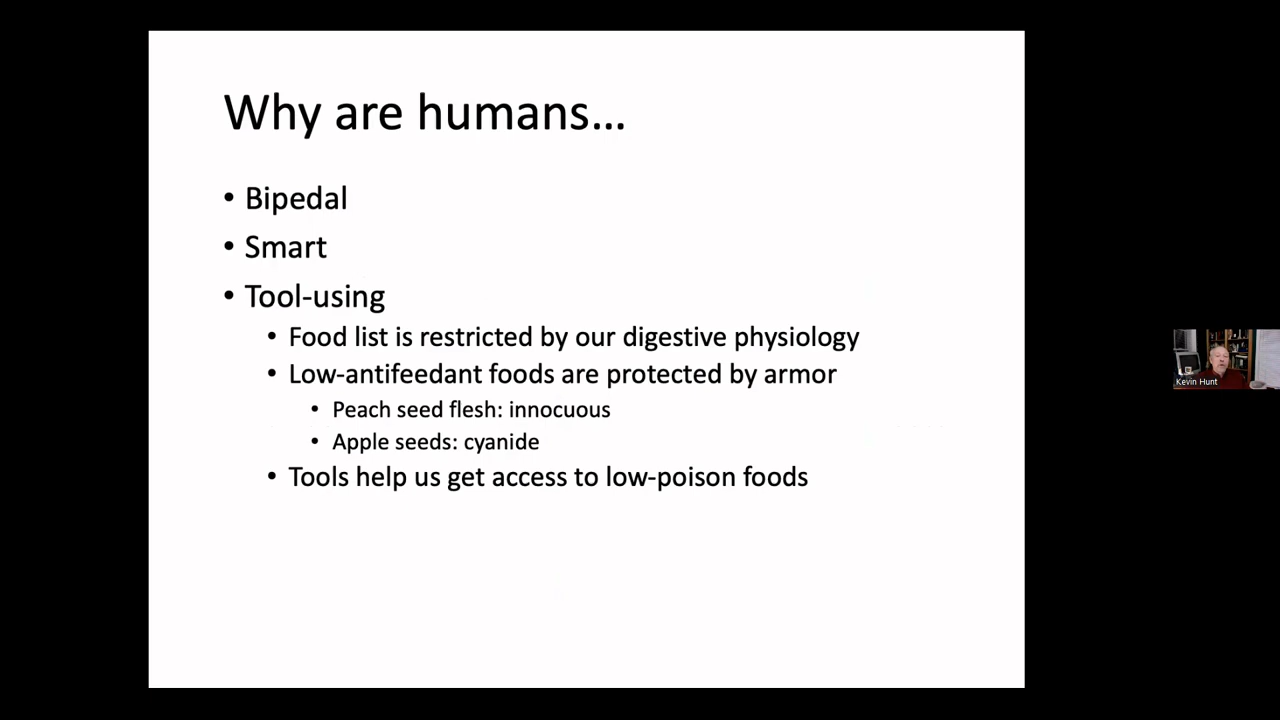 Why are humans...
• Bipedal
• Smart
• Tool-using
• Food list is restricted by our digestive physiology
• Low-antifeedant foods are protected by armor
• Peach seed flesh: innocuous
• Apple seeds: cyanide
• Tools help us get access to low-poison foods
Kevin Hunt